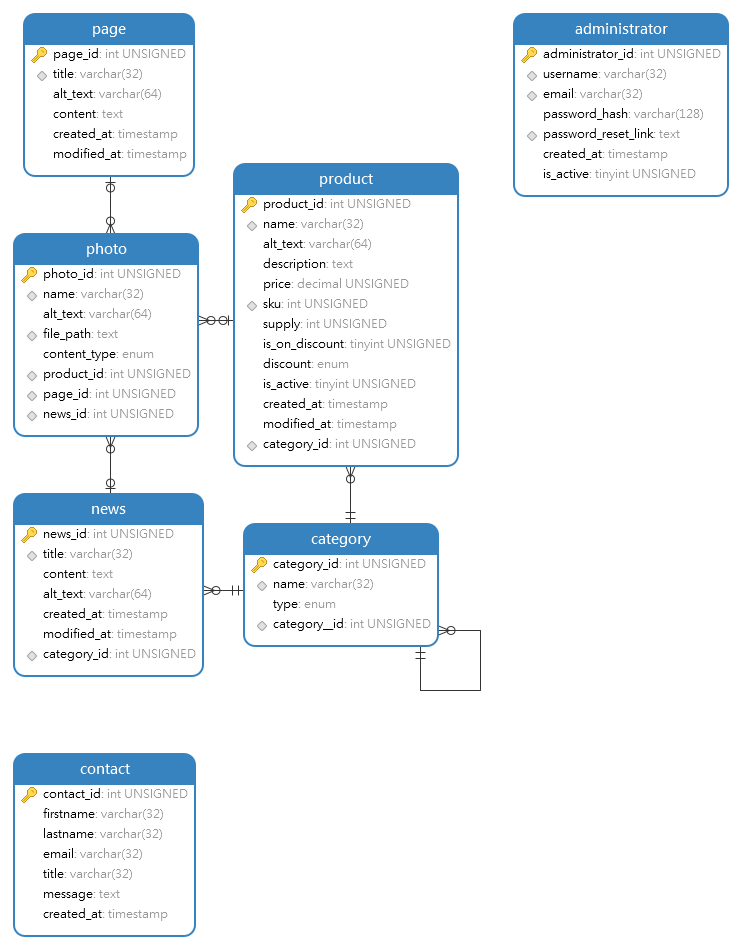 page
page_id: int UNSIGNED
title: varchar(32)
alt_text: varchar(64)
content: text
created_at: timestamp
modified_at: timestamp
administrator
administrator_id: int UNSIGNED
username: varchar(32)
email: varchar(32)
password_hash: varchar(128)
password_reset_link: text
created_at: timestamp
is_active: tinyint UNSIGNED
product
product_id: int UNSIGNED
name: varchar(32)
alt_text: varchar(64)
description: text
price: decimal UNSIGNED
sku: int UNSIGNED
supply: int UNSIGNED
is_on_discount: tinyint UNSIGNED
discount: enum
is_active: tinyint UNSIGNED
created_at: timestamp
modified_at: timestamp
category_id: int UNSIGNED
photo
photo_id: int UNSIGNED
name: varchar(32)
alt_text: varchar(64)
file_path: text
content_type: enum
product_id: int UNSIGNED
page_id: int UNSIGNED
news_id: int UNSIGNED
news
news_id: int UNSIGNED
title: varchar(32)
content: text
alt_text: varchar(64)
created_at: timestamp
modified_at: timestamp
category_id: int UNSIGNED
category
category_id: int UNSIGNED
name: varchar(32)
type: enum
category__id: int UNSIGNED
contact
contact_id: int UNSIGNED
firstname: varchar(32)
lastname: varchar(32)
email: varchar(32)
title: varchar(32)
message: text
created_at: timestamp